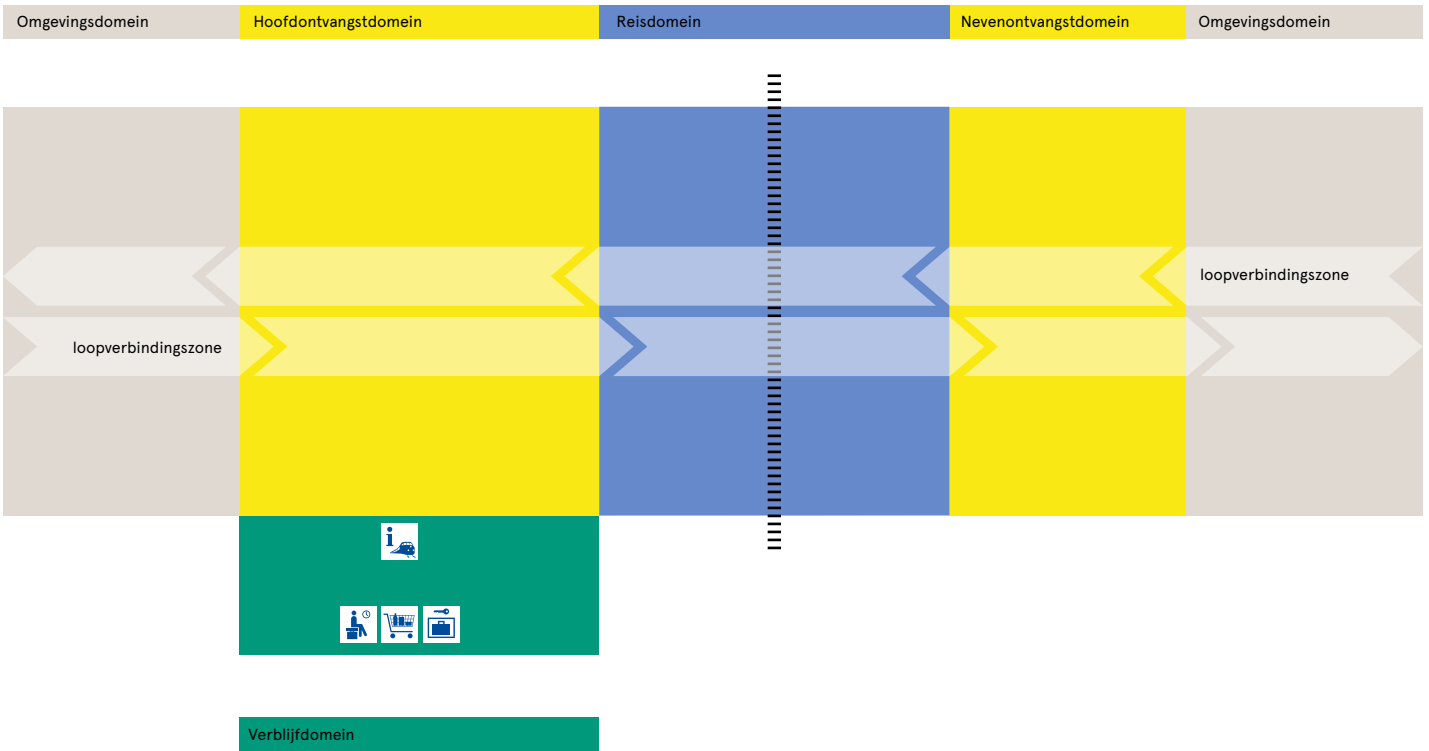 Omgevingsdomein
Hoofdontvangstdomein
Reisdomein
Nevenontvangstdomein
Omgevingsdomein
loopverbindingszone
loopverbindingszone
i
Verblijfdomein